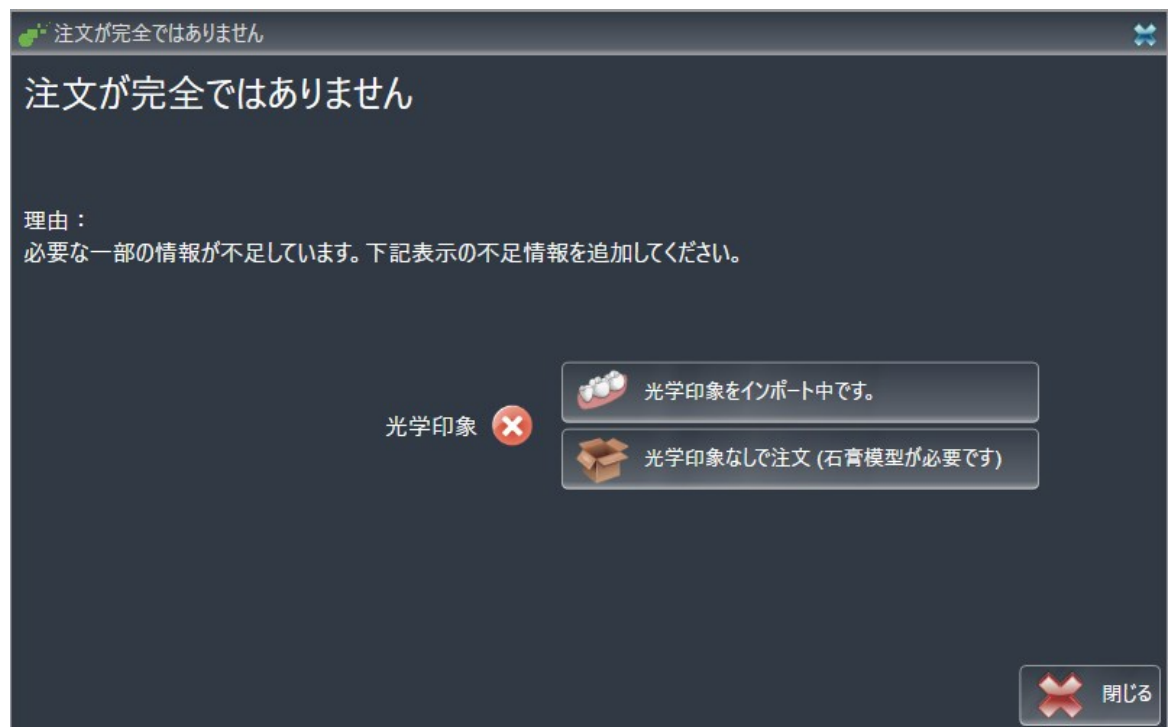 注文が完全ではありません
注文が完全ではありません
理由：
必要な一部の情報が不足しています。下記表示の不足情報を追加してください。
光学印象
光学印象をインポート中です。
光学印象なしで注文 (石膏模型が必要です)
閉じる